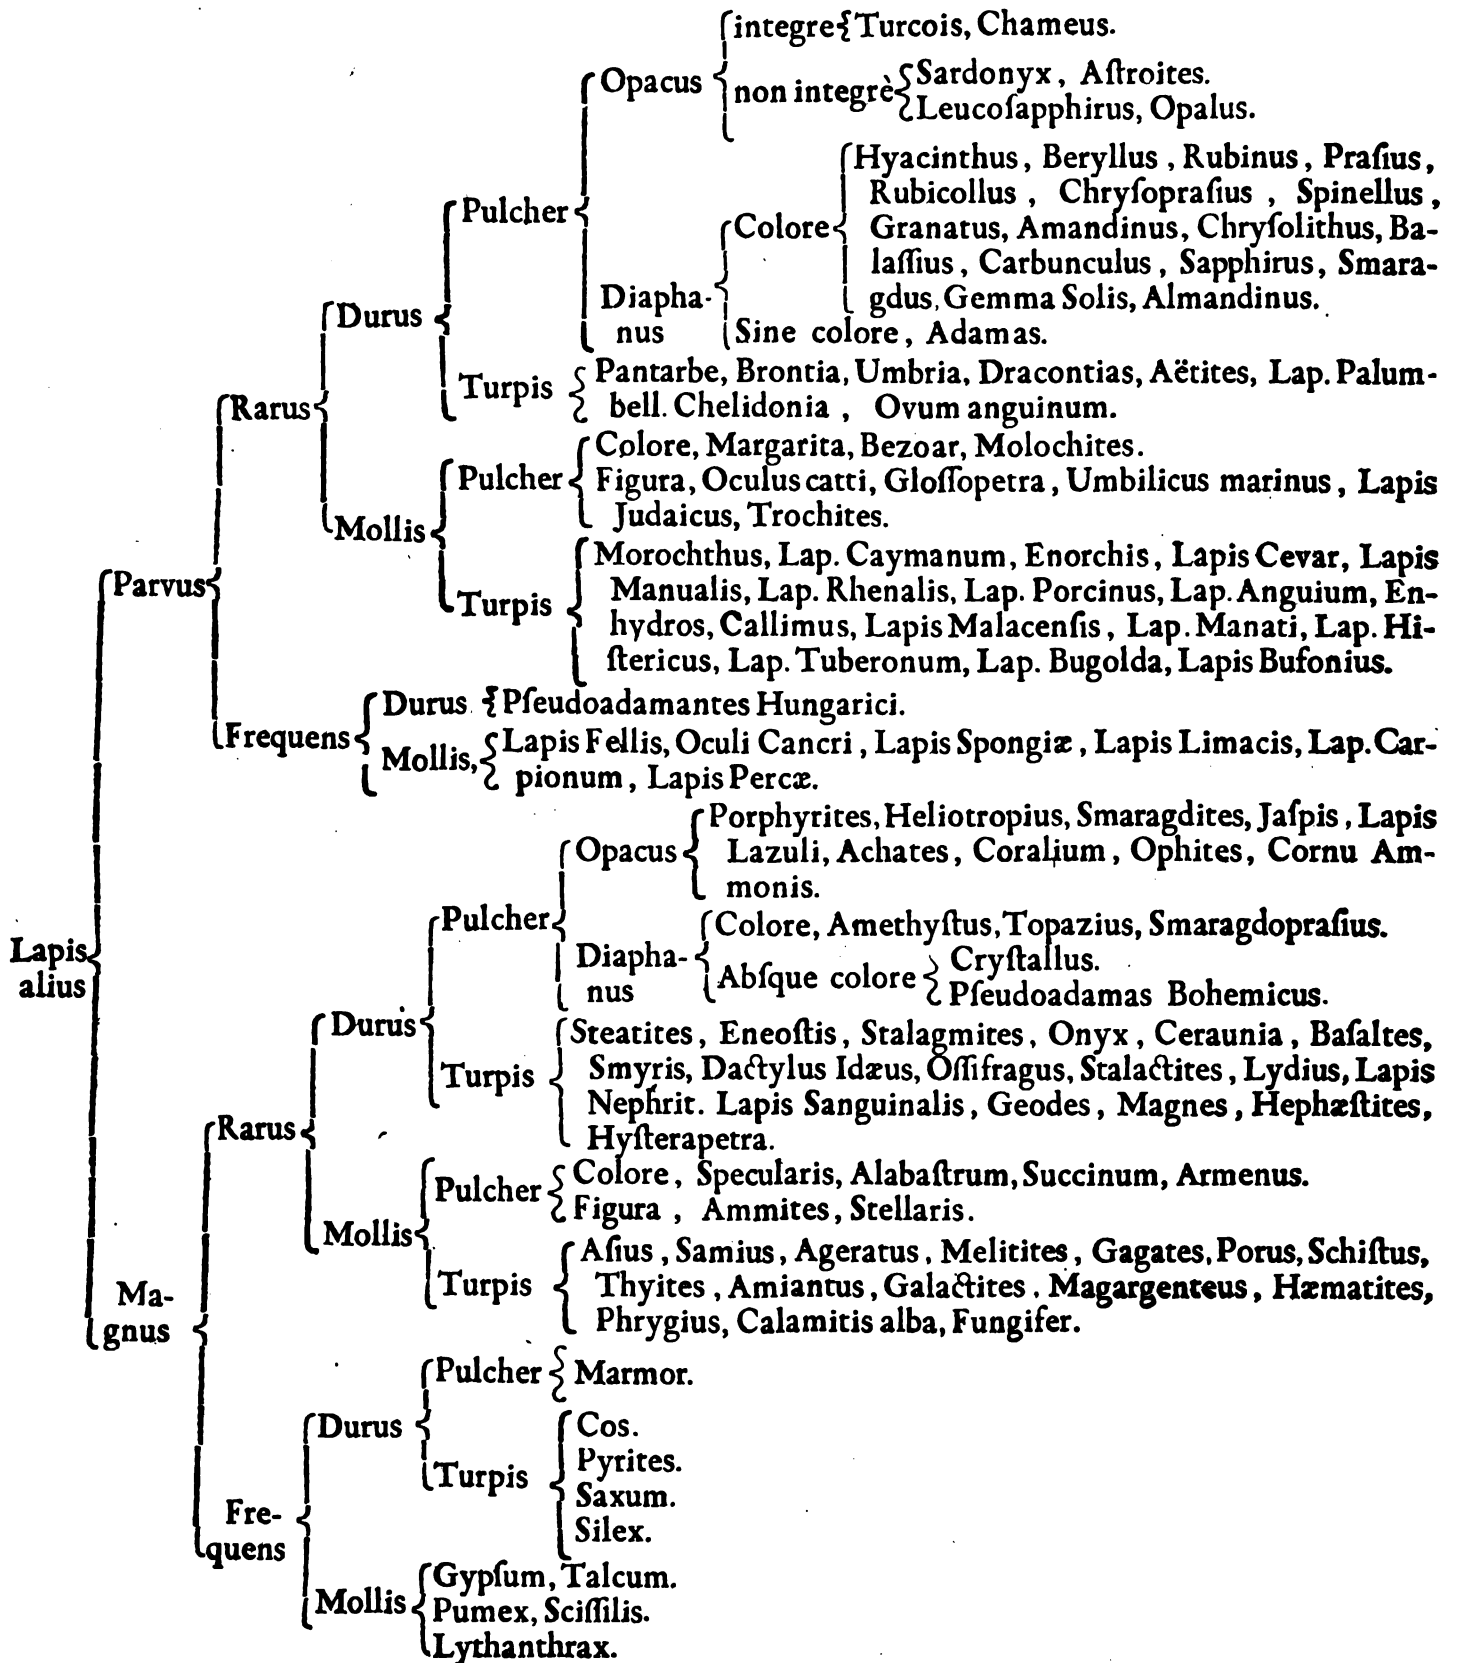 integre Turcois, Chameus.
Opacus
non integrè Sardonyx, Aſtroites.
Leucoſapphirus, Opalus.
Pulcher
Hyacinthus, Beryllus, Rubinus, Praſius,
Rubicollus, Chryſopraſius, Spinellus,
Colore Granatus, Amandinus, Chryſolithus, Ba-
laſſius, Carbunculus, Sapphirus, Smara-
gdus, Gemma Solis, Almandinus.
Diapha-
nus
Sine colore, Adamas.
Durus
Turpis Pantarbe, Brontia, Umbria, Dracontias, Aëtites, Lap. Palum-
bell. Chelidonia, Ovum anguinum.
Rarus
Colore, Margarita, Bezoar, Molochites.
Pulcher Figura, Oculus catti, Gloſſopetra, Umbilicus marinus, Lapis
Judaicus, Trochites.
Mollis
Morochthus, Lap. Caymanum, Enorchis, Lapis Cevar, Lapis
Turpis Manualis, Lap. Rhenalis, Lap. Porcinus, Lap. Anguium, En-
hydros, Callimus, Lapis Malacenſis, Lap. Manati, Lap. Hi-
ſtericus, Lap. Tuberonum, Lap. Bugolda, Lapis Bufonius.
Parvus
Durus Pſeudoadamantes Hungarici.
Frequens
Mollis, Lapis Fellis, Oculi Cancri, Lapis Spongiæ, Lapis Limacis, Lap. Car-
pionum, Lapis Percæ.
Lapis
alius
Porphyrites, Heliotropius, Smaragdites, Jaſpis, Lapis
Opacus Lazuli, Achates, Coralium, Ophites, Cornu Am-
monis.
Pulcher
Colore, Amethyſtus, Topazius, Smaragdopraſius.
Diapha-
nus
Abſque colore Cryſtallus.
Pſeudoadamas Bohemicus.
Durus
Steatites, Eneoſtis, Stalagmites, Onyx, Ceraunia, Baſaltes,
Turpis Smyris, Dactylus Idæus, Oſſifragus, Stalactites, Lydius, Lapis
Nephrit. Lapis Sanguinalis, Geodes, Magnes, Hephæſtites,
Hyſterapetra.
Rarus
Pulcher Colore, Specularis, Alabaſtrum, Succinum, Armenus.
Figura, Ammites, Stellaris.
Mollis
Aſius, Samius, Ageratus, Melitites, Gagates, Porus, Schiſtus,
Turpis Thyites, Amiantus, Galactites. Magargenteus, Hæmatites,
Phrygius, Calamitis alba, Fungifer.
Ma-
gnus
Pulcher Marmor.
Durus
Turpis Cos.
Pyrites.
Saxum.
Silex.
Fre-
quens
Mollis Gypſum, Talcum.
Pumex, Sciſſilis.
Lythanthrax.